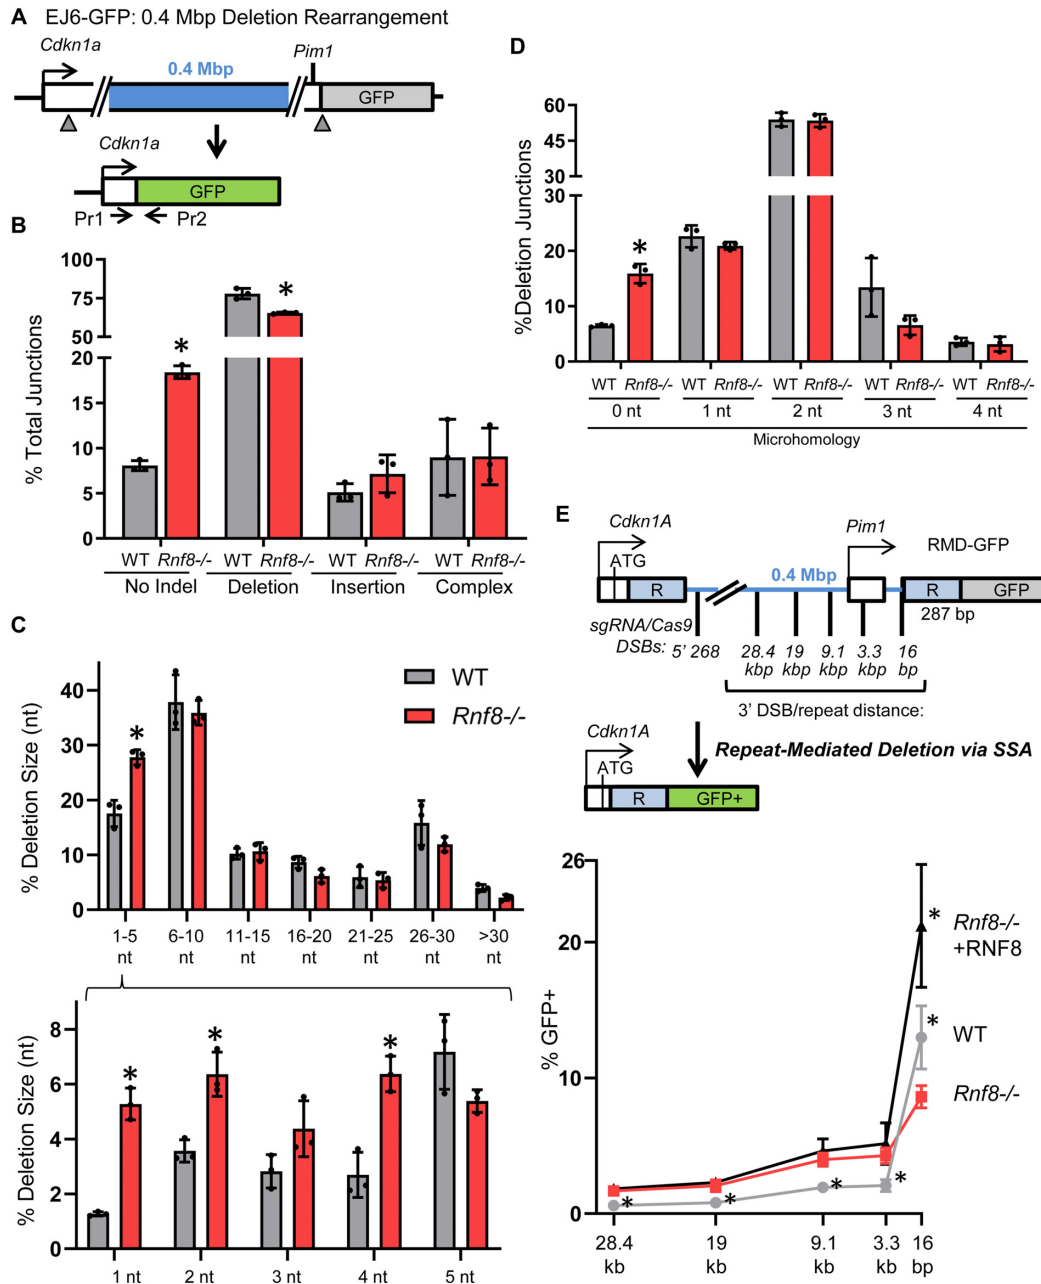 A EJ6-GFP: 0.4 Mbp Deletion Rearrangement
Cdkn1a
Pim1
0.4 Mbp
GFP
Cdkn1a
GFP
Pr1
Pr2
B
% Total Junctions
100
75
50
20
15
10
5
0
*
*
WT Rnf8-/- WT Rnf8-/- WT Rnf8-/- WT Rnf8-/-
No Indel Deletion Insertion Complex
C
% Deletion Size (nt)
40
30
20
10
0
WT
Rnf8-/-
*
1-5 6-10 11-15 16-20 21-25 26-30 >30
nt nt nt nt nt nt nt
% Deletion Size (nt)
8
6
4
2
0
*
*
*
1 nt 2 nt 3 nt 4 nt 5 nt
D
%Deletion Junctions
60
45
30
30
20
10
0
*
WT Rnf8-/- WT Rnf8-/- WT Rnf8-/- WT Rnf8-/- WT Rnf8-/-
0 nt 1 nt 2 nt 3 nt 4 nt
Microhomology
E
Cdkn1A
ATG
Pim1
RMD-GFP
0.4 Mbp
R
R
GFP
287 bp
sgRNA/Cas9
DSBs: 5' 268
28.4 19 9.1 3.3 16
kbp kbp kbp kbp bp
3' DSB/repeat distance:
Cdkn1A
ATG
Repeat-Mediated Deletion via SSA
R
GFP+
% GFP+
26
20
10
0
*
Rnf8-/-
+RNF8
*
WT
Rnf8-/-
*
*
*
*
28.4 19 9.1 3.3 16
kb kb kb kb bp